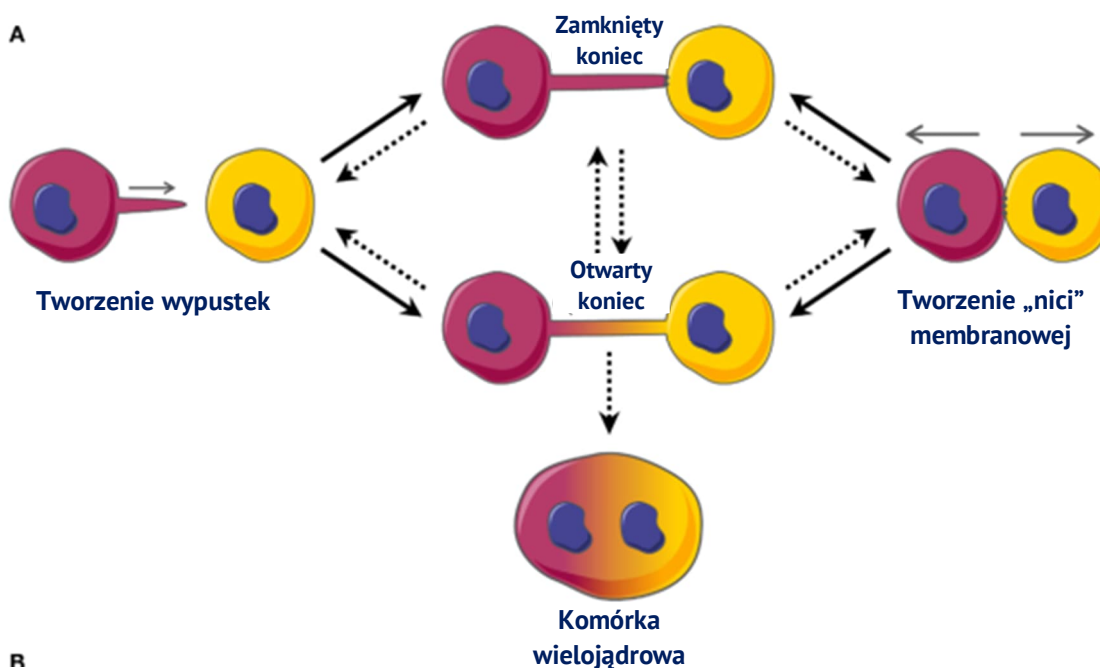 A
Zamknięty
koniec
Tworzenie wypustek
Otwarty
koniec
Tworzenie „nici”
membranowej
Komórka
wielojądrowa
B